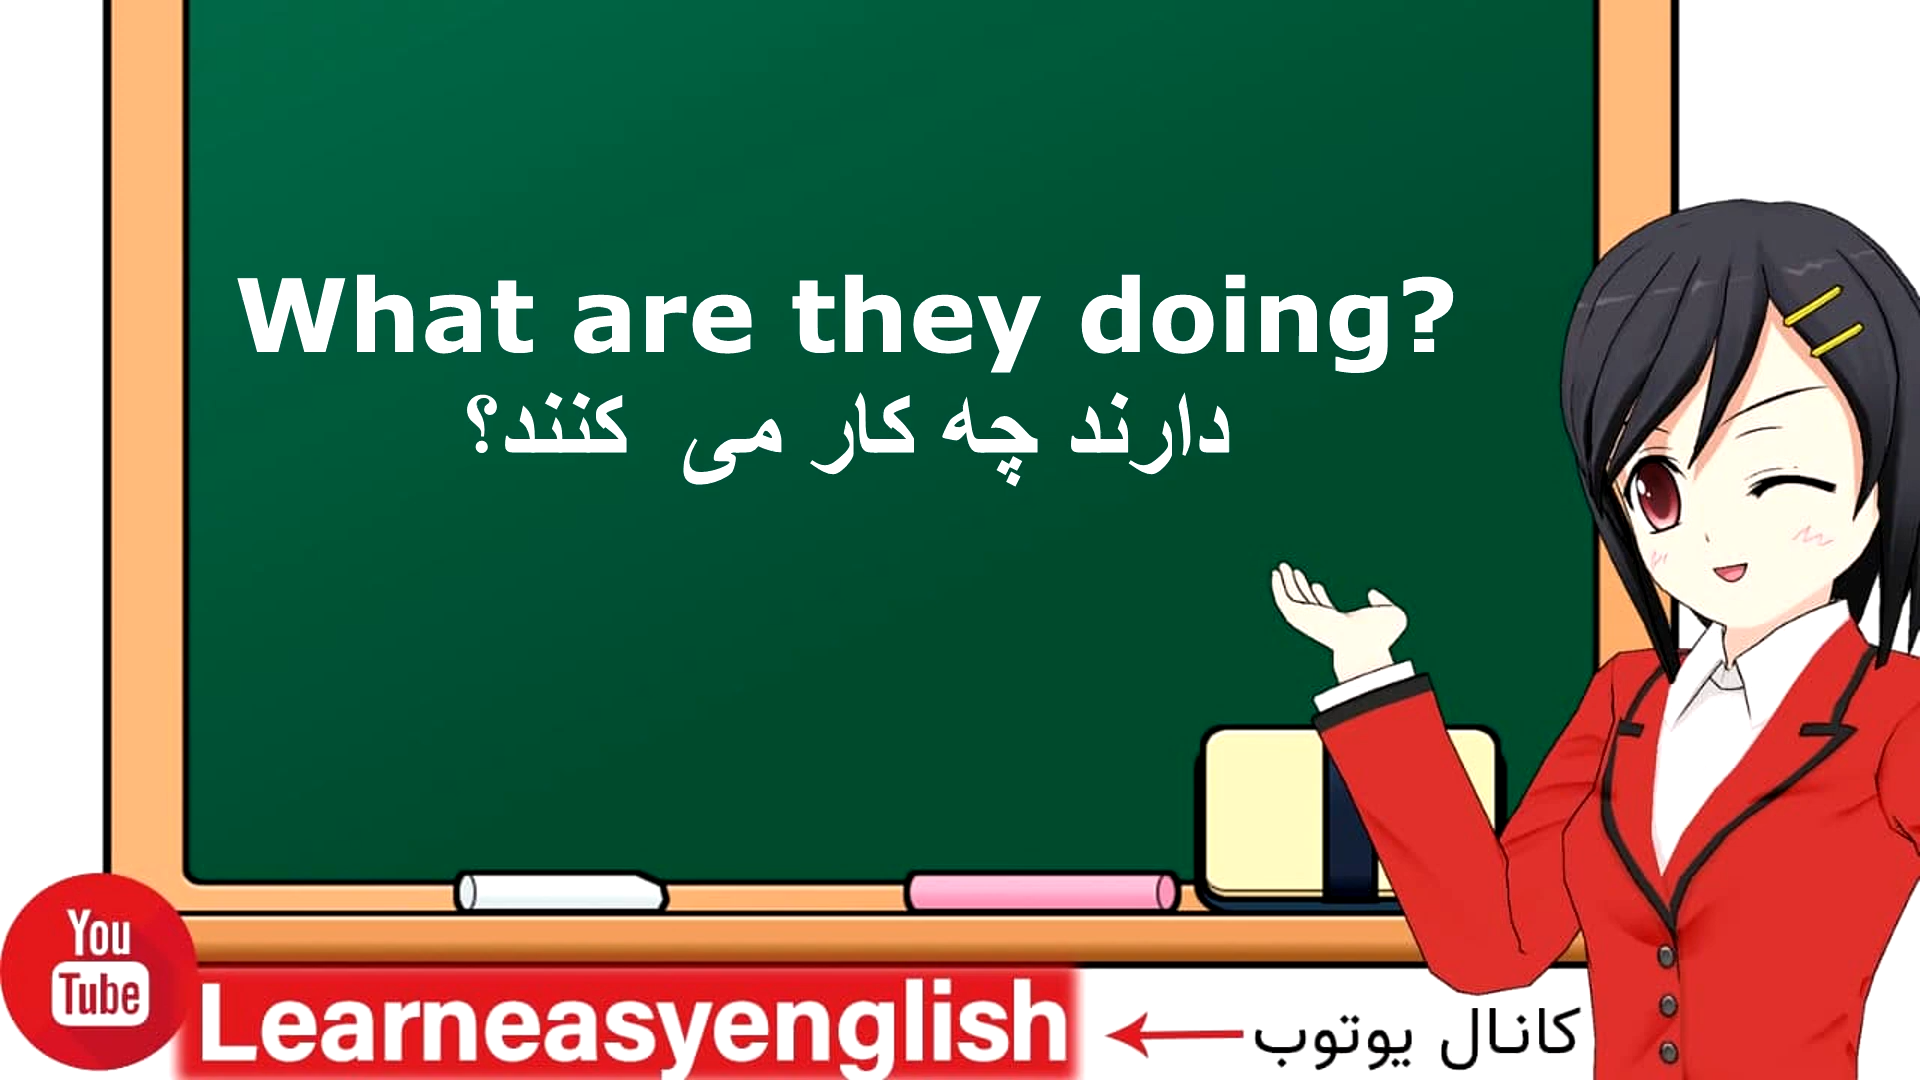 What are they doing?
دارند چه کار می کنند؟
You
Tube
Learneasyenglish
کانال یوتوب